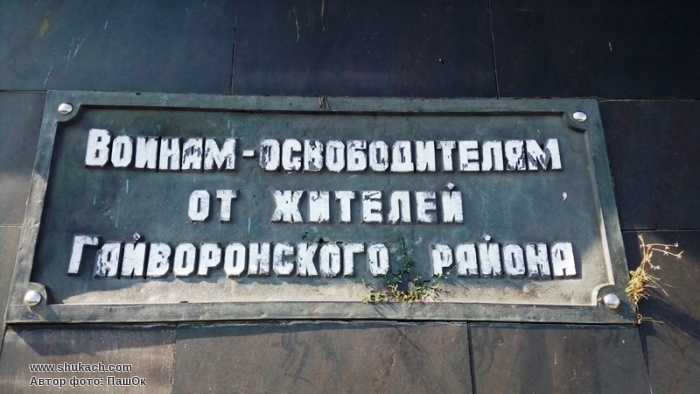 Воинам-освободителям
от жителей
Гайворонского района
www.shukach.com
Автор фото: ПашОк